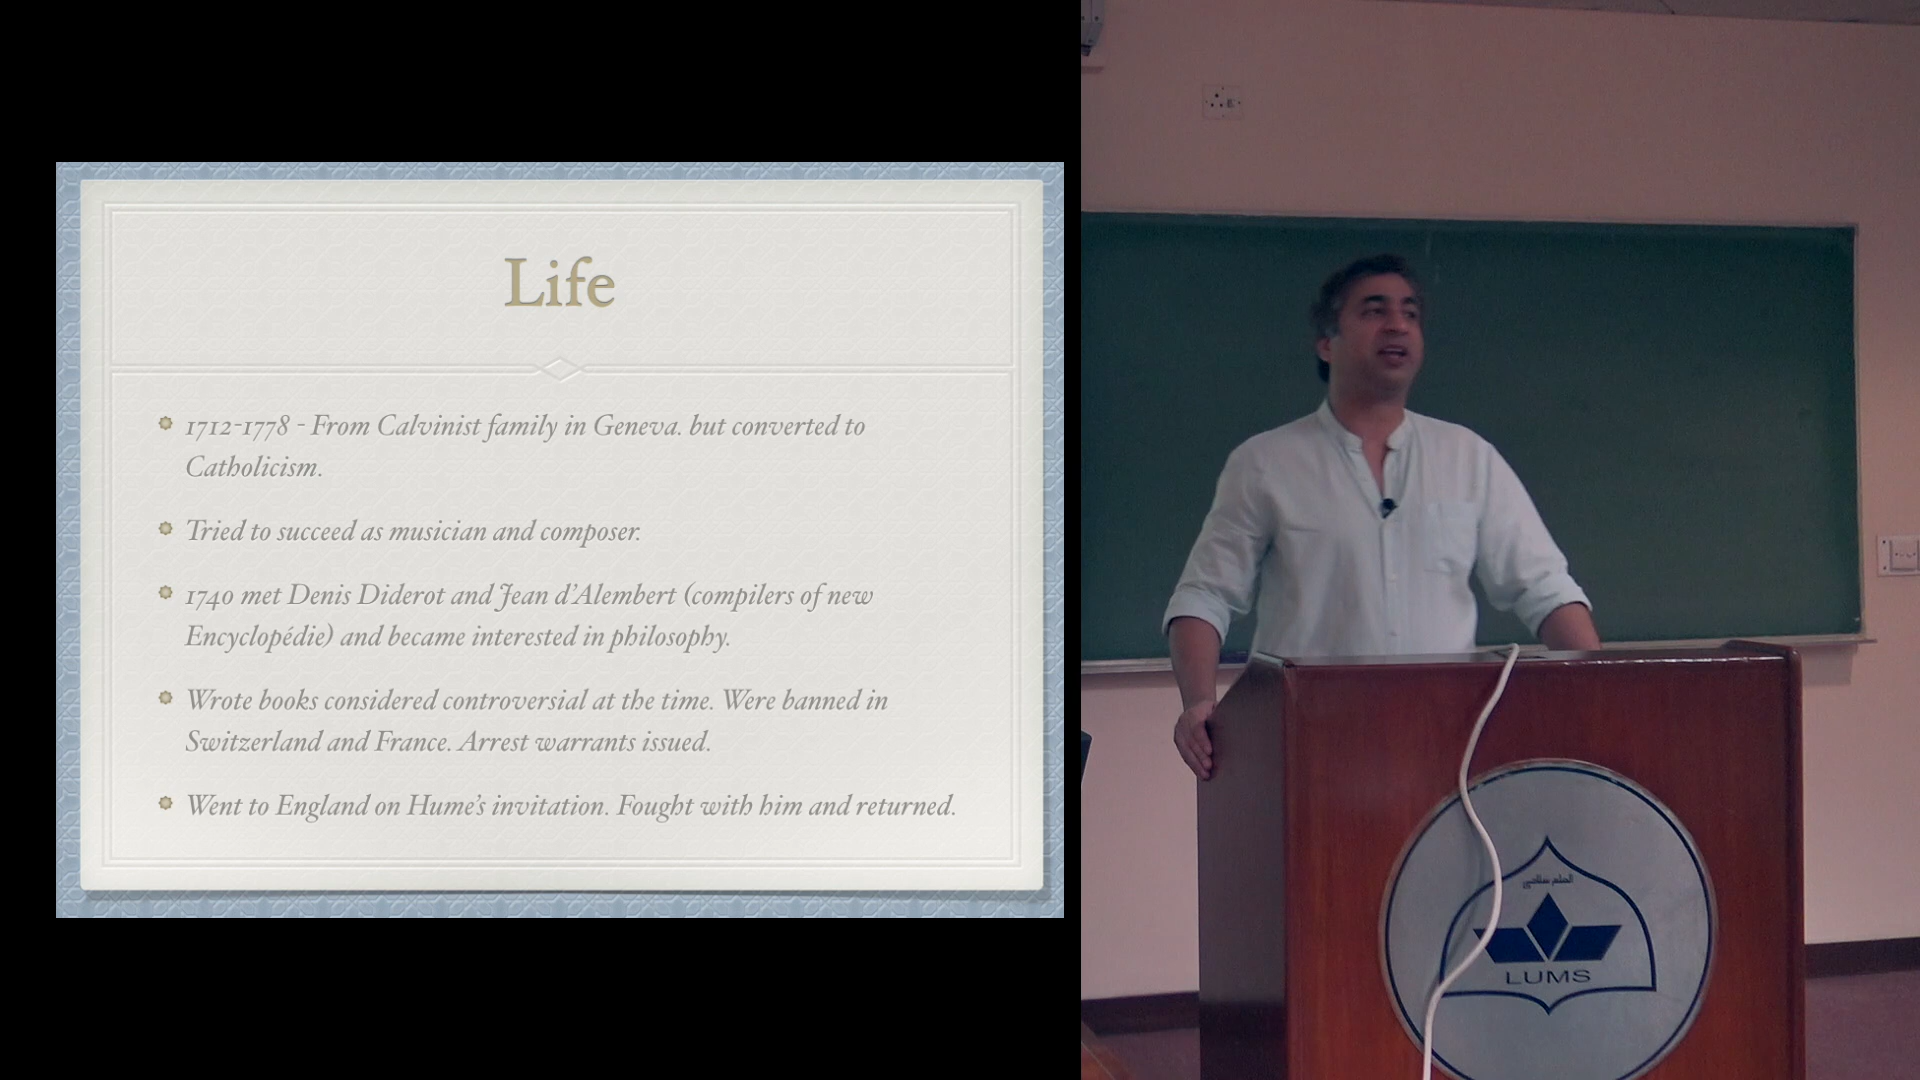 Life
1712-1778 - From Calvinist family in Geneva. but converted to
Catholicism.
Tried to succeed as musician and composer.
1740 met Denis Diderot and Jean d'Alembert (compilers of new
Encyclopédie) and became interested in philosophy.
Wrote books considered controversial at the time. Were banned in
Switzerland and France. Arrest warrants issued.
Went to England on Hume's invitation. Fought with him and returned.
LUMS